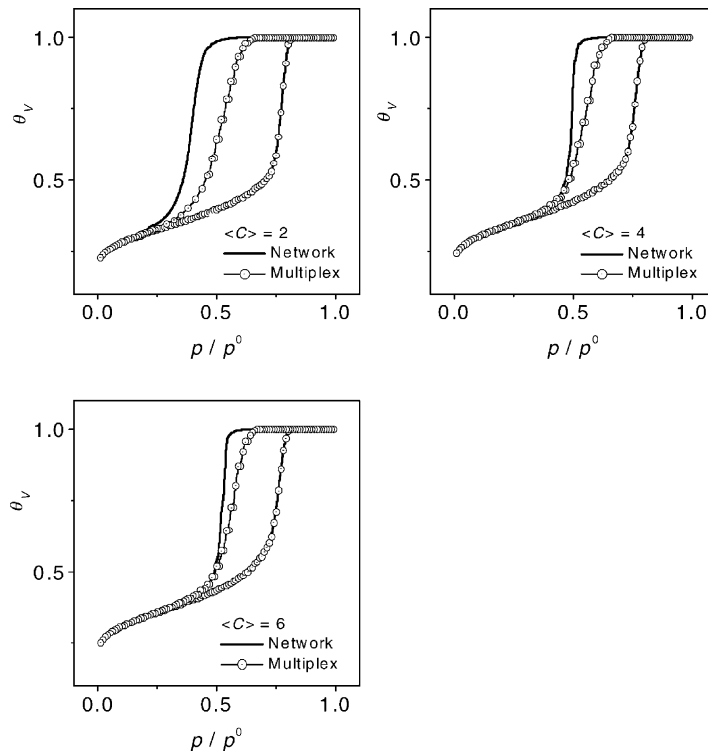 1.0
0.5
θV
<C> = 2
Network
Multiplex
0.0 0.5 1.0
p / p0
1.0
0.5
θV
<C> = 4
Network
Multiplex
0.0 0.5 1.0
p / p0
1.0
0.5
θV
<C> = 6
Network
Multiplex
0.0 0.5 1.0
p / p0